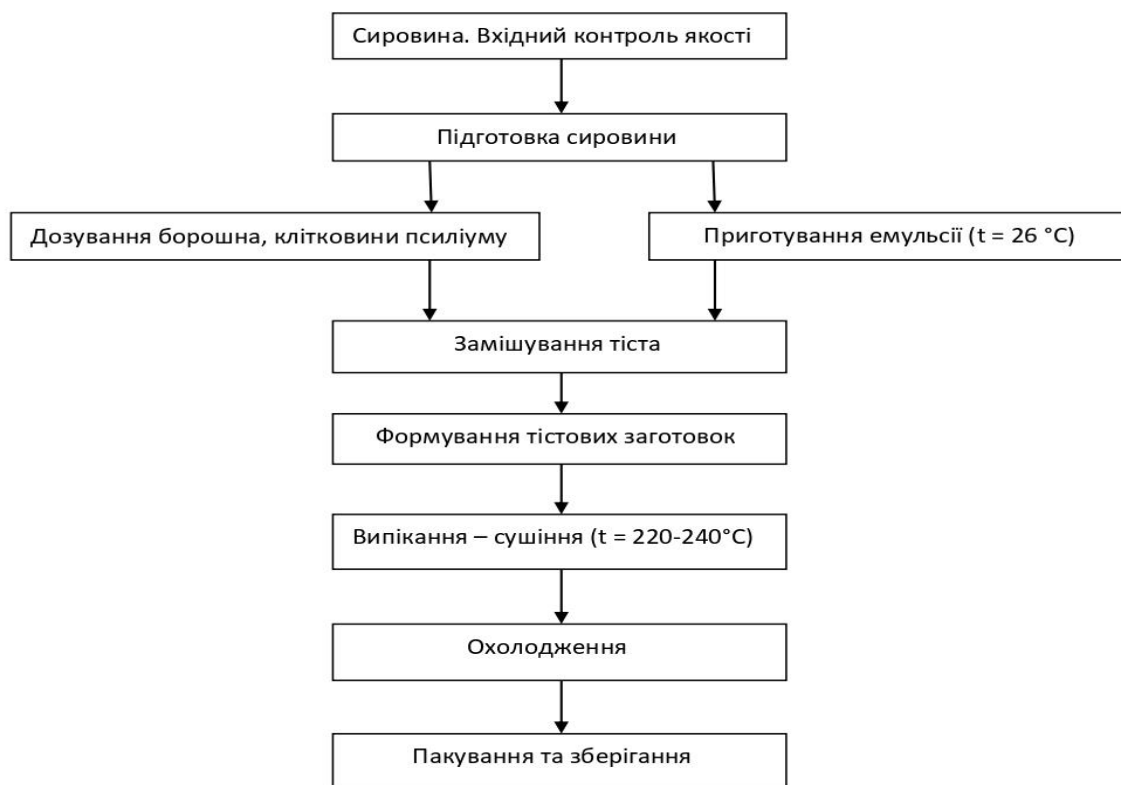 Сировина. Вхідний контроль якості
Підготовка сировини
Дозування борошна, клітковини псиліуму
Приготування емульсії (t = 26 °C)
Замішування тіста
Формування тістових заготовок
Випікання – сушіння (t = 220-240°C)
Охолодження
Пакування та зберігання